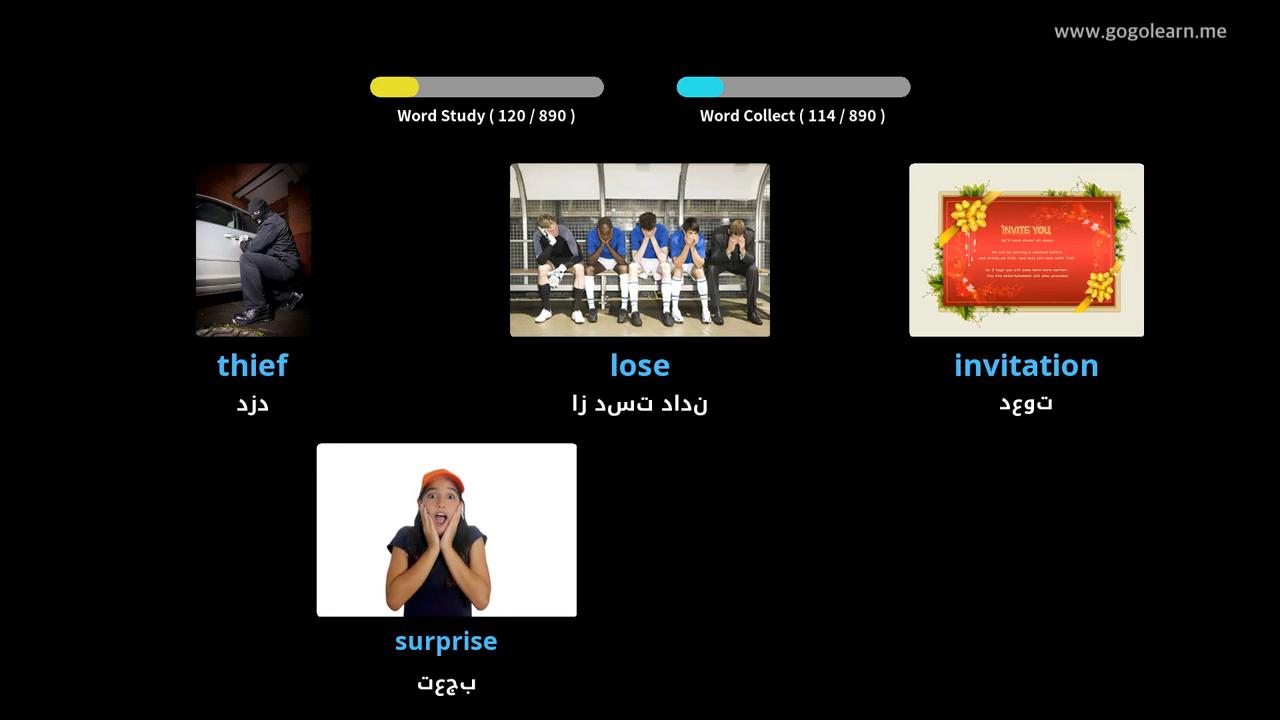 www.gogolearn.me
Word Study ( 120 / 890 )
Word Collect ( 114 / 890 )
thief
دزد
lose
نداد تسد زا
invitation
توعد
INVITE YOU
surprise
بجعت